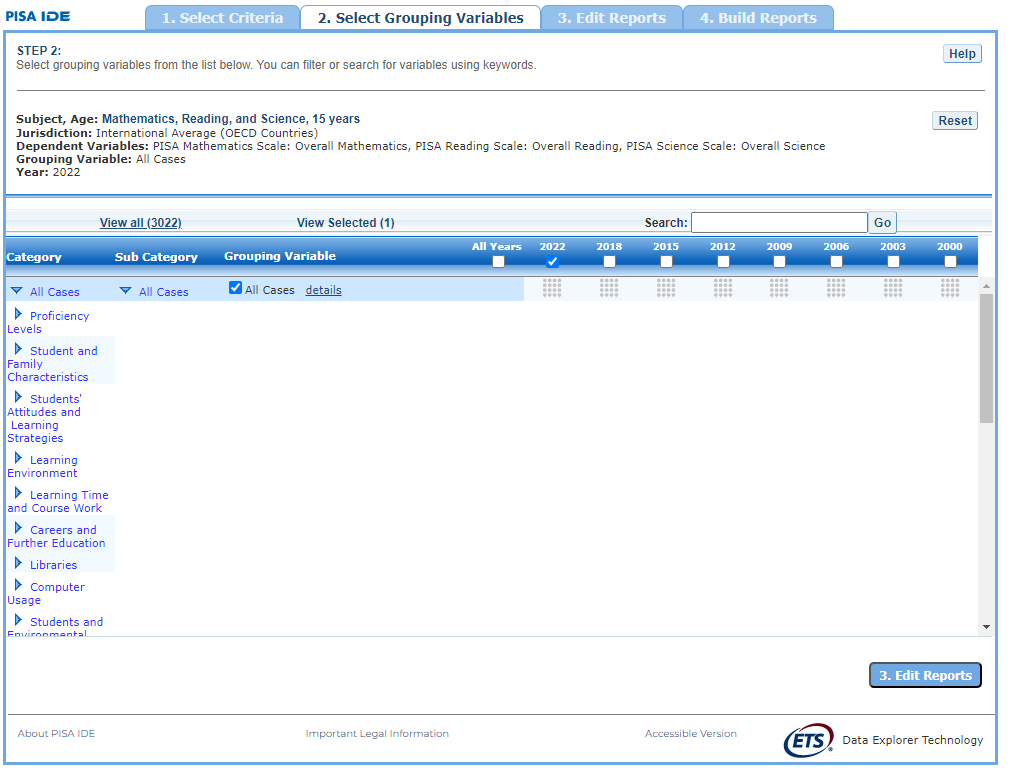 PISA IDE
1. Select Criteria
2. Select Grouping Variables
3. Edit Reports
4. Build Reports
STEP 2:
Help
Select grouping variables from the list below. You can filter or search for variables using keywords.
Subject, Age: Mathematics, Reading, and Science, 15 years
Reset
Jurisdiction: International Average (OECD Countries)
Dependent Variables: PISA Mathematics Scale: Overall Mathematics, PISA Reading Scale: Overall Reading, PISA Science Scale: Overall Science
Grouping Variable: All Cases
Year: 2022
View all (3022)
View Selected (1)
Search:
Go
Category
Sub Category
Grouping Variable
All Years
2022
2018
2015
2012
2009
2006
2003
2000
All Cases
All Cases
All Cases details
Proficiency
Levels
Student and
Family
Characteristics
Students'
Attitudes and
Learning
Strategies
Learning
Environment
Learning Time
and Course Work
Careers and
Further Education
Libraries
Computer
Usage
Students and
Environmental
3. Edit Reports
About PISA IDE
Important Legal Information
Accessible Version
ETS®
Data Explorer Technology